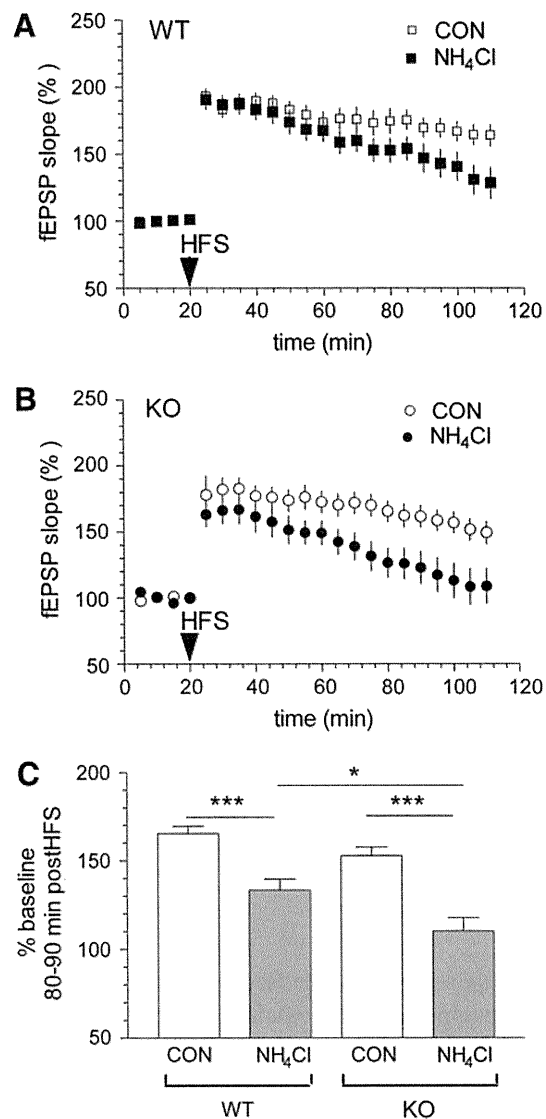 A
WT
CON
NH₄Cl
fEPSP slope (%)
250
200
150
100
50
HFS
0 20 40 60 80 100 120
time (min)
B
KO
CON
NH₄Cl
fEPSP slope (%)
250
200
150
100
50
HFS
0 20 40 60 80 100 120
time (min)
C
% baseline
80-90 min postHFS
200
150
100
50
***
*
***
CON NH₄Cl CON NH₄Cl
WT KO